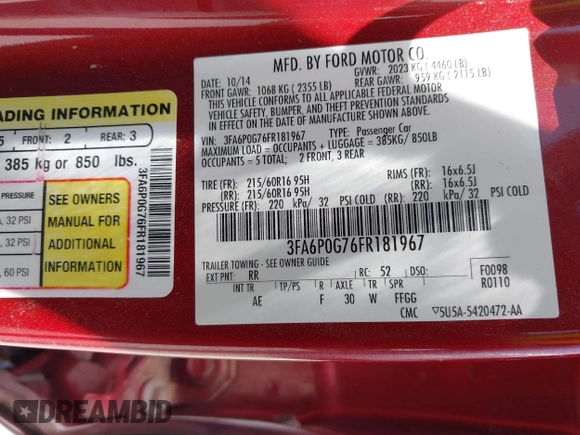 ADING INFORMATION
5 FRONT: 2 REAR: 3
385 kg or 850 lbs.
PRESSURE
A, 32 PSI
A, 32 PSI
, 60 PSI
SEE OWNERS
MANUAL FOR
ADDITIONAL
INFORMATION
3FA6P0G76FR181967
MFD. BY FORD MOTOR CO.
DATE: 10/14 GVWR: 2023 KG ( 4460 LB)
FRONT GAWR: 1068 KG ( 2355 LB) REAR GAWR: 959 KG ( 2115 LB)
THIS VEHICLE CONFORMS TO ALL APPLICABLE FEDERAL MOTOR
VEHICLE SAFETY, BUMPER, AND THEFT PREVENTION STANDARDS IN
EFFECT ON THE DATE OF MANUFACTURE SHOWN ABOVE.
VIN: 3FA6P0G76FR181967 TYPE: Passenger Car
MAXIMUM LOAD = OCCUPANTS + LUGGAGE = 385KG/ 850LB
OCCUPANTS = 5 TOTAL; 2 FRONT, 3 REAR
TIRE (FR): 215/60R16 95H RIMS (FR): 16x6.5J
(RR): 215/60R16 95H (RR): 16x6.5J
PRESSURE (FR): 220 kPa/ 32 PSI COLD (RR): 220 kPa/ 32 PSI COLD
3FA6P0G76FR181967
TRAILER TOWING - SEE OWNER GUIDE
EXT PNT: RR RC: 52 DSO: F0098
INT TR TP/PS R AXLE TR SPR R0110
AE F 30 W FFGG
CMC 5U5A-5420472-AA
DREAMBID